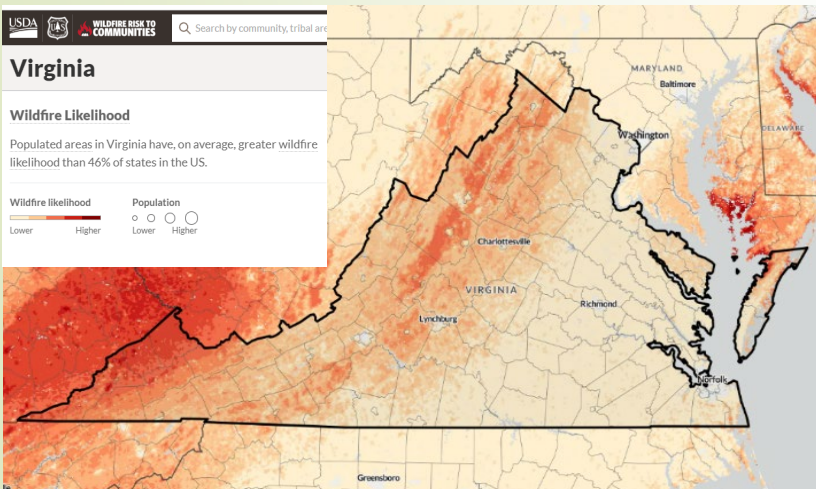 USDA
WILDFIRE RISK TO
COMMUNITIES
Search by community, tribal are
Virginia
Wildfire Likelihood
Populated areas in Virginia have, on average, greater wildfire
likelihood than 46% of states in the US.
Wildfire likelihood
Lower Higher
Population
Lower Higher
MARYLAND
Baltimore
Washington
DELAWARE
Charlottesville
VIRGINIA
Richmond
Lynchburg
Norfolk
Greensboro